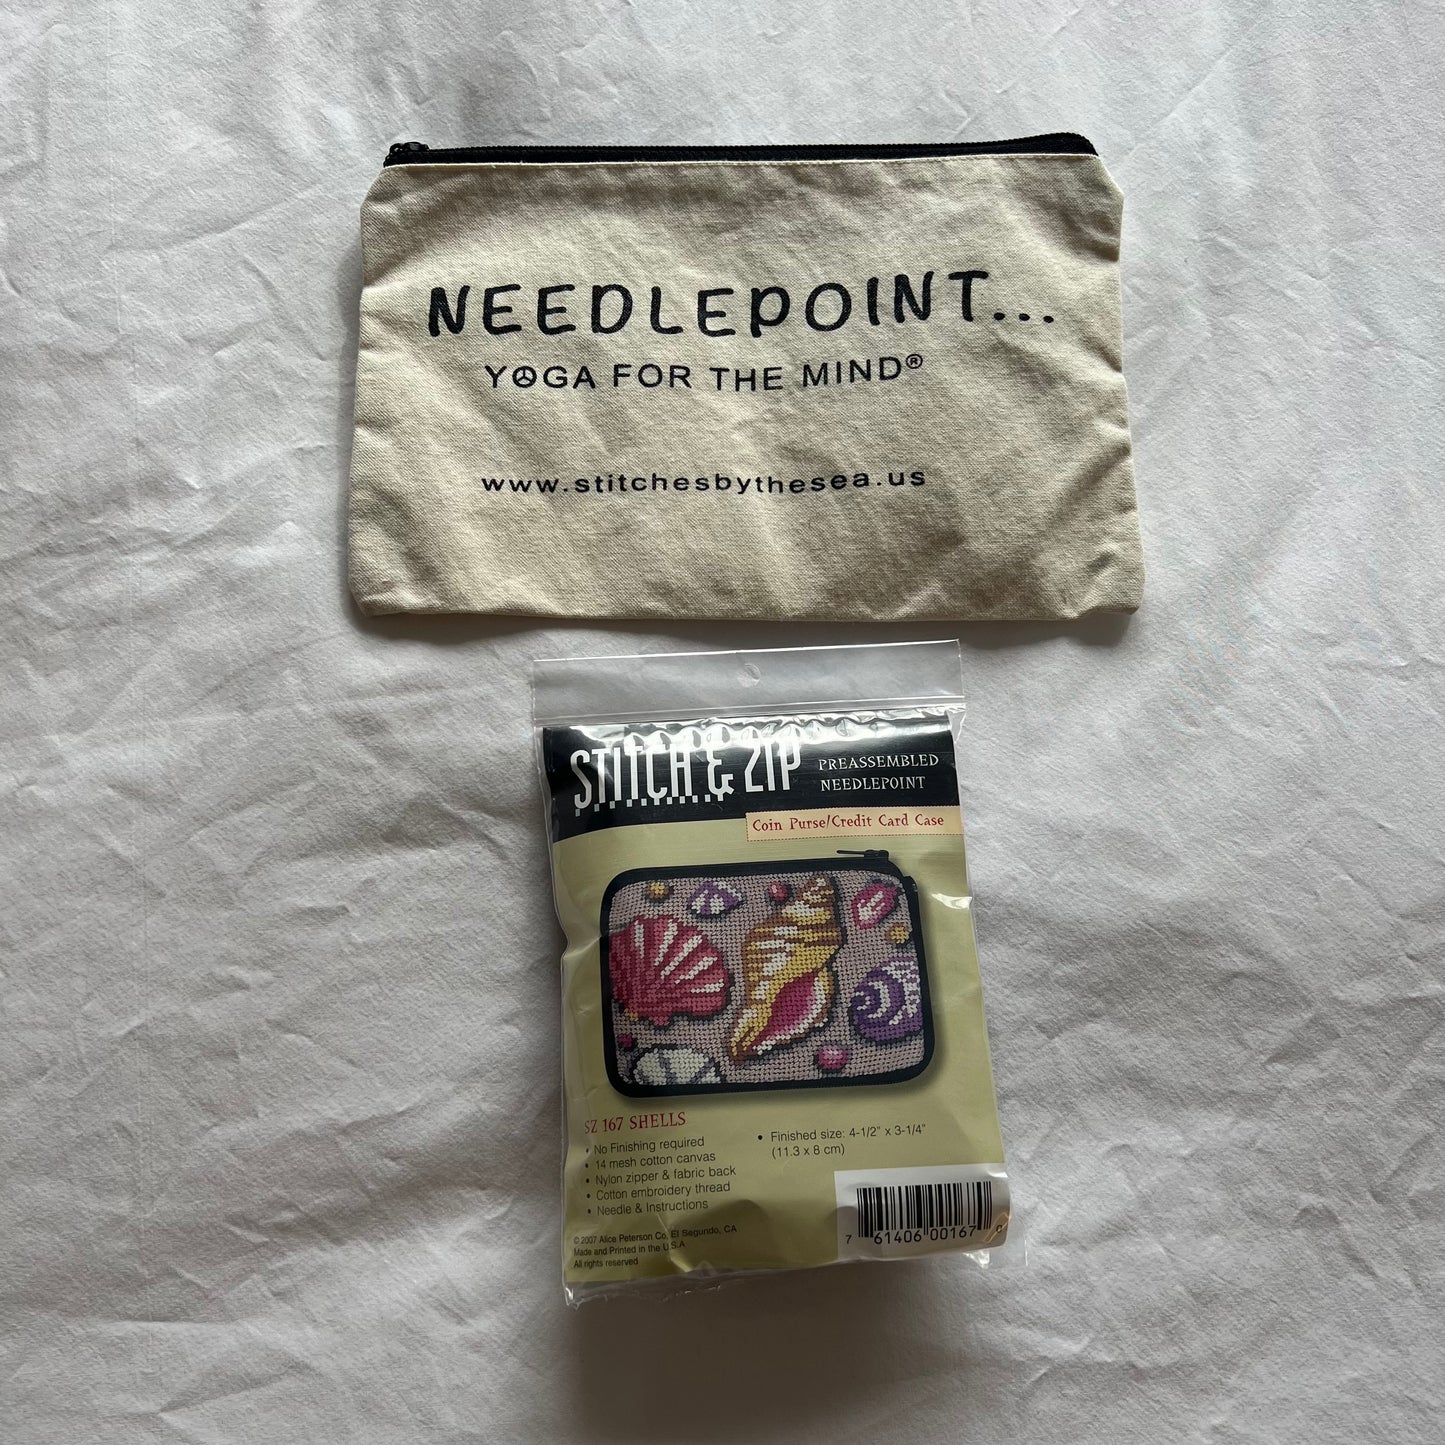 NEEDLEPOINT...
YOGA FOR THE MIND®
www.stitchesbythesea.us
STITCH & ZIP
PREASSEMBLED
NEEDLEPOINT
Coin Purse/Credit Card Case
SZ 167 SHELLS
• No Finishing required
• 14 mesh cotton canvas
• Nylon zipper & fabric back
• Cotton embroidery thread
• Needle & Instructions
• Finished size: 4-1/2" x 3-1/4"
(11.3 x 8 cm)
© 2007 Alice Peterson Co, El Segundo, CA
Made and Printed in the U.S.A
All rights reserved
7 61406 00167 0